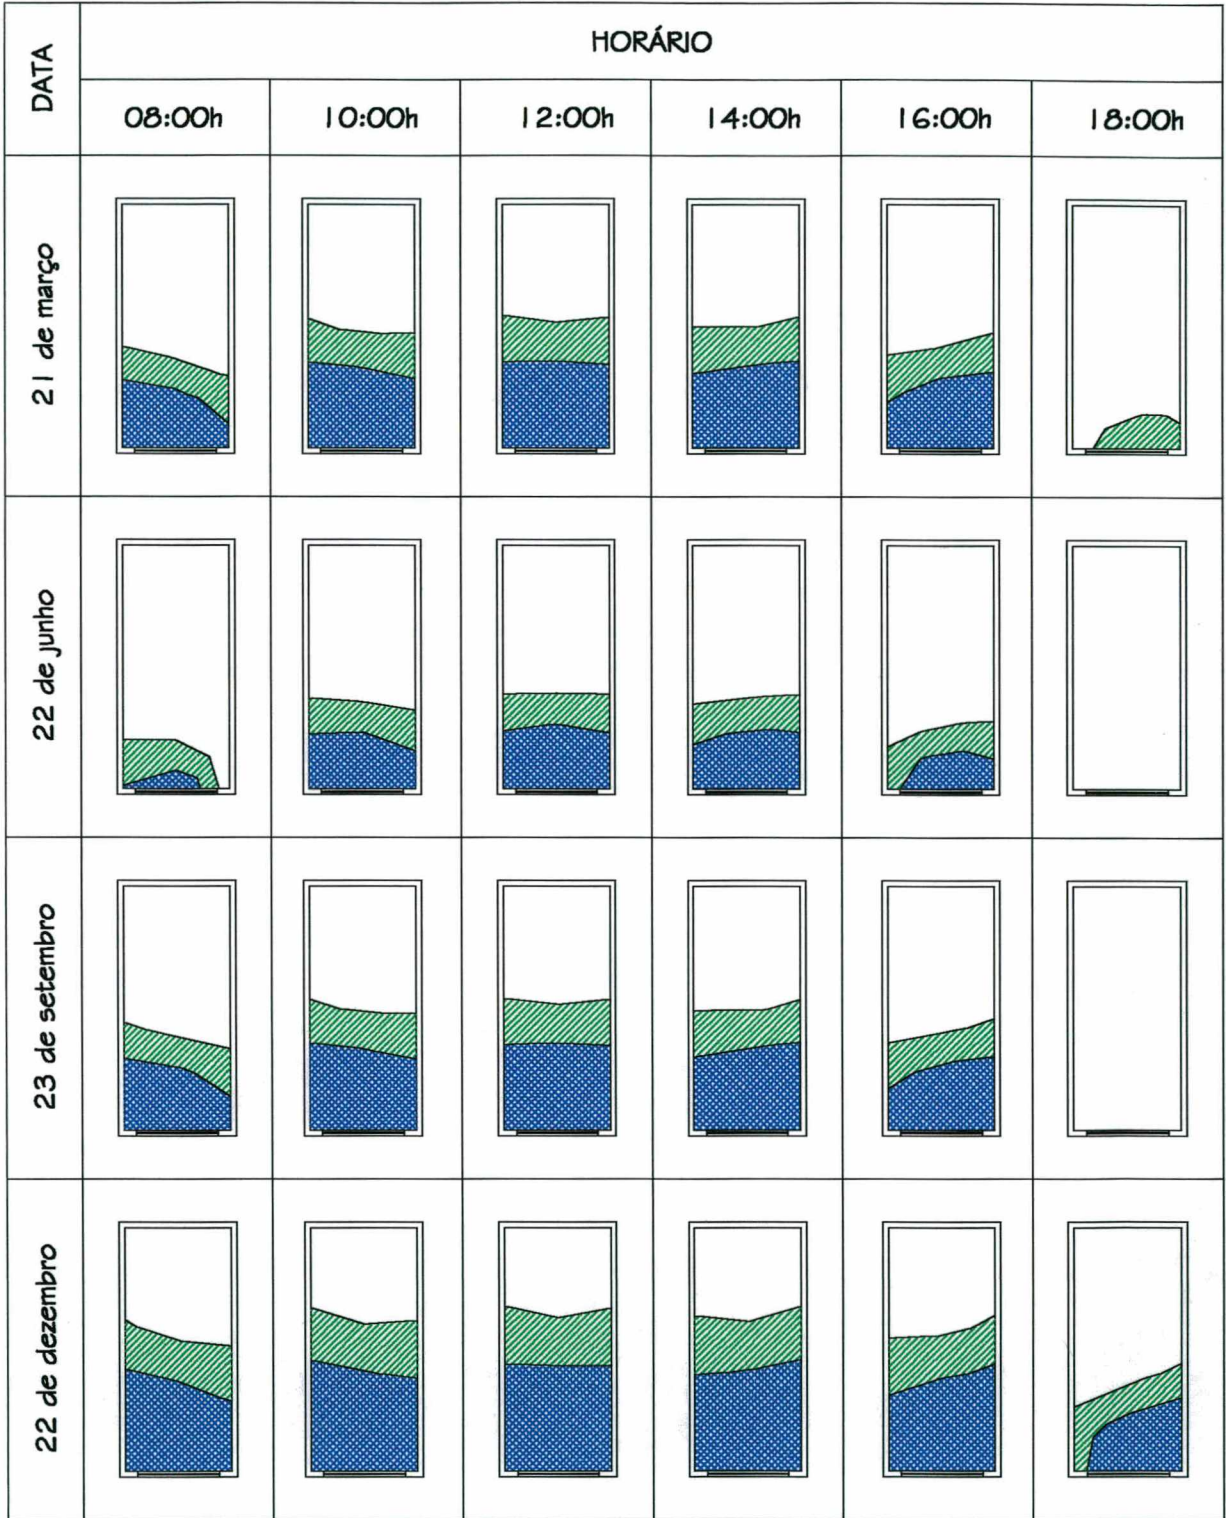 DATA
HORÁRIO
08:00h 10:00h 12:00h 14:00h 16:00h 18:00h
21 de março
22 de junho
23 de setembro
22 de dezembro